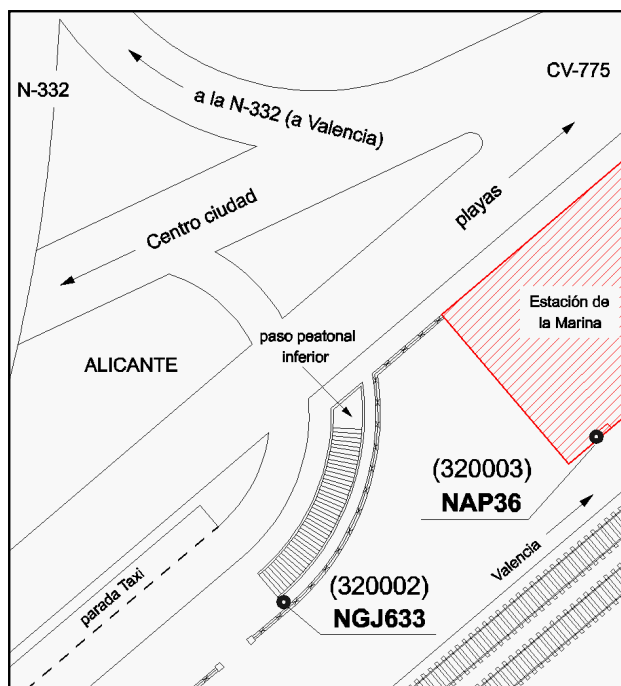 N-332
CV-775
a la N-332 (a Valencia)
playas
Centro ciudad
Estación de
la Marina
paso peatonal
inferior
ALICANTE
(320003)
NAP36
Valencia
(320002)
NGJ633
parada Taxi